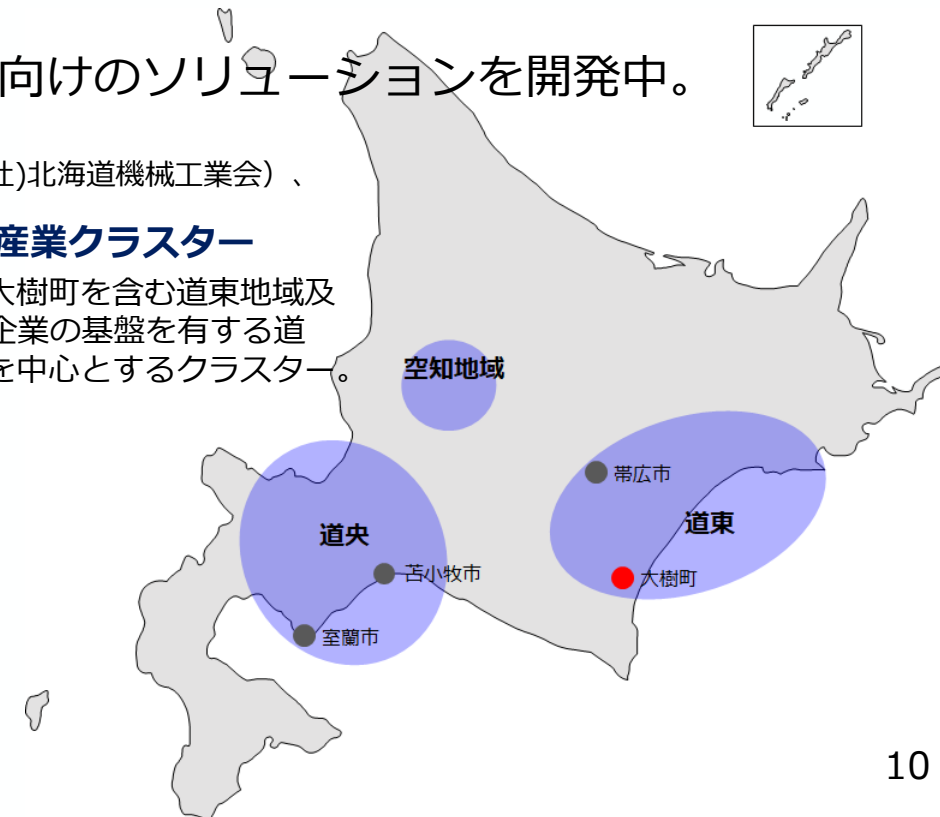 向けのソリューションを開発中。
社)北海道機械工業会）、
産業クラスター
大樹町を含む道東地域及
企業の基盤を有する道
を中心とするクラスター。
空知地域
帯広市
道東
道央
大樹町
苫小牧市
室蘭市
10